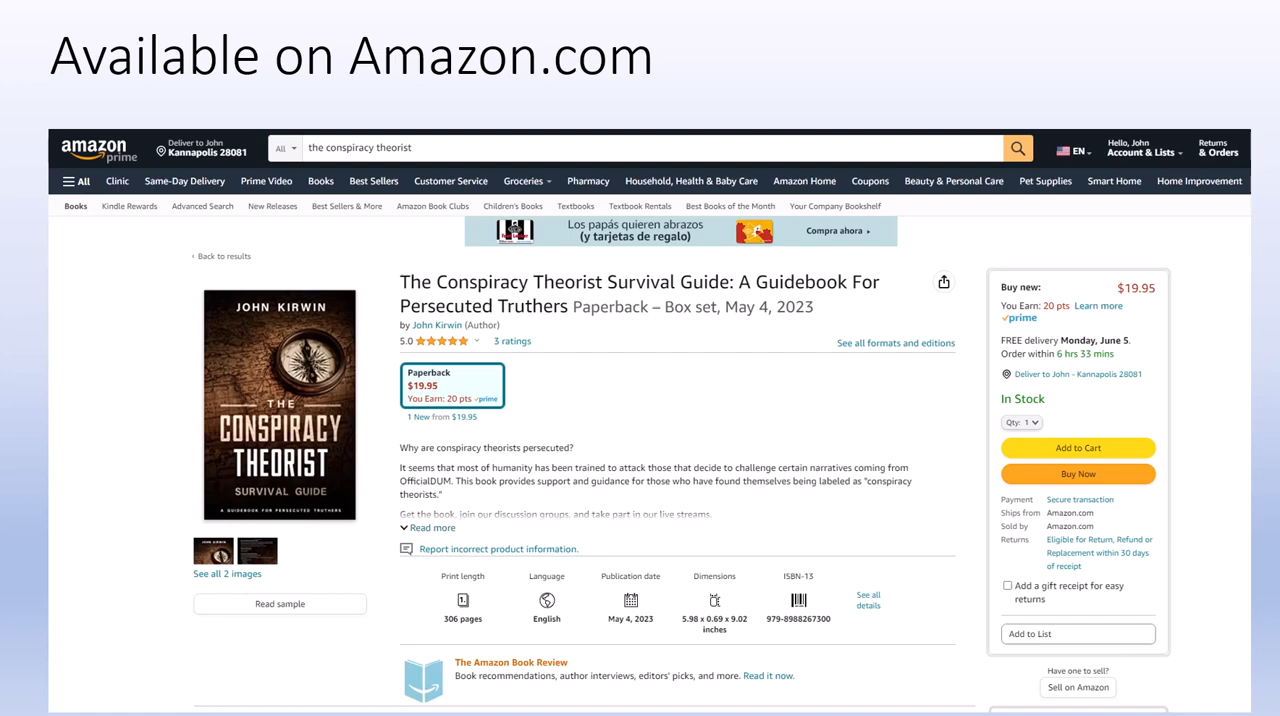 Available on Amazon.com
amazon
prime
Deliver to John
Kannapolis 28081
All
the conspiracy theorist
EN
Hello, John
Account & Lists
Returns
& Orders
All
Clinic
Same-Day Delivery
Prime Video
Books
Best Sellers
Customer Service
Groceries
Pharmacy
Household, Health & Baby Care
Amazon Home
Coupons
Beauty & Personal Care
Pet Supplies
Smart Home
Home Improvement
Books
Kindle Rewards
Advanced Search
New Releases
Best Sellers & More
Amazon Book Clubs
Children's Books
Textbooks
Textbook Rentals
Best Books of the Month
Your Company Bookshelf
Los papás quieren abrazos
(y tarjetas de regalo)
Compra ahora ▸
‹ Back to results
JOHN KIRWIN
THE
CONSPIRACY
THEORIST
SURVIVAL GUIDE
A GUIDEBOOK FOR PERSECUTED TRUTHERS
See all 2 images
Read sample
The Conspiracy Theorist Survival Guide: A Guidebook For
Persecuted Truthers Paperback – Box set, May 4, 2023
by John Kirwin (Author)
5.0
3 ratings
See all formats and editions
Paperback
$19.95
You Earn: 20 pts prime
1 New from $19.95
Why are conspiracy theorists persecuted?
It seems that most of humanity has been trained to attack those that decide to challenge certain narratives coming from
OfficialDUM. This book provides support and guidance for those who have found themselves being labeled as "conspiracy
theorists."
Get the book, join our discussion groups, and take part in our live streams.
Read more
Report incorrect product information.
Print length
306 pages
Language
English
Publication date
May 4, 2023
Dimensions
5.98 x 0.69 x 9.02
inches
ISBN-13
979-8988267300
See all
details
The Amazon Book Review
Book recommendations, author interviews, editors' picks, and more. Read it now.
Buy new:
$19.95
You Earn: 20 pts Learn more
prime
FREE delivery Monday, June 5.
Order within 6 hrs 33 mins
Deliver to John - Kannapolis 28081
In Stock
Qty: 1
Add to Cart
Buy Now
Payment Secure transaction
Ships from Amazon.com
Sold by Amazon.com
Returns Eligible for Return, Refund or
Replacement within 30 days
of receipt
Add a gift receipt for easy
returns
Add to List
Have one to sell?
Sell on Amazon